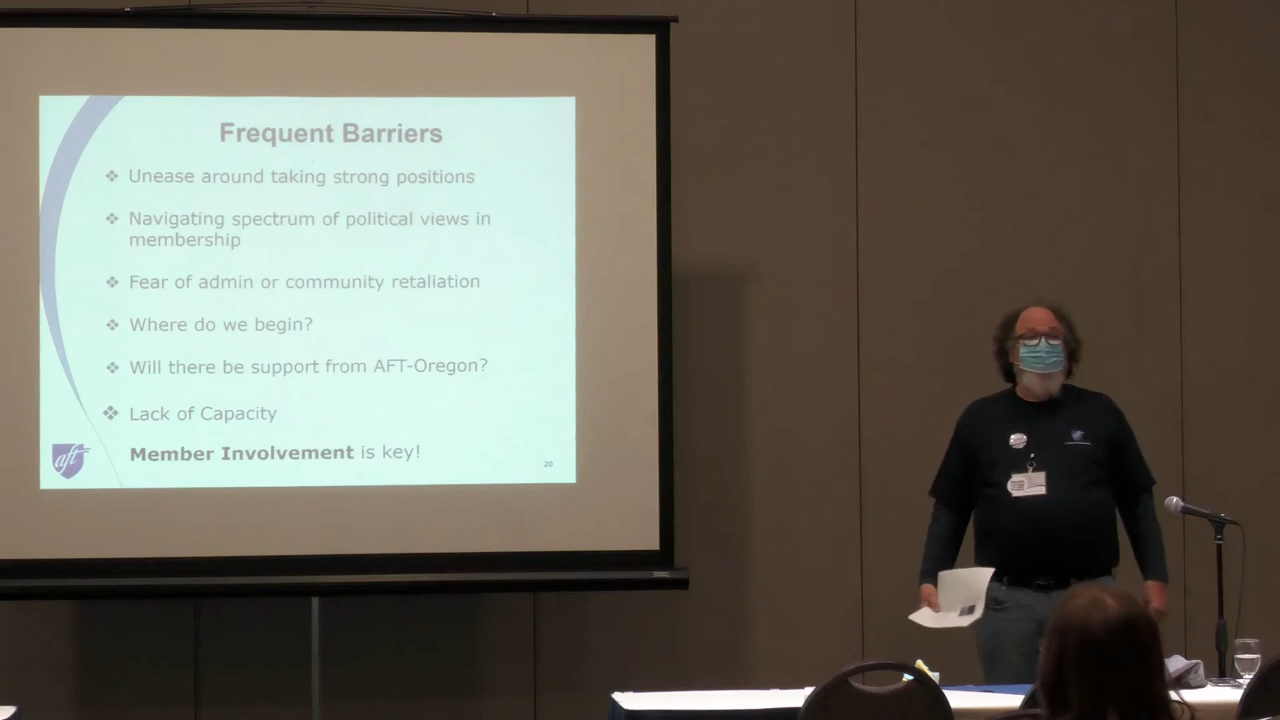 Frequent Barriers
❖ Unease around taking strong positions
❖ Navigating spectrum of political views in
membership
❖ Fear of admin or community retaliation
❖ Where do we begin?
❖ Will there be support from AFT-Oregon?
❖ Lack of Capacity
Member Involvement is key!
aft
20